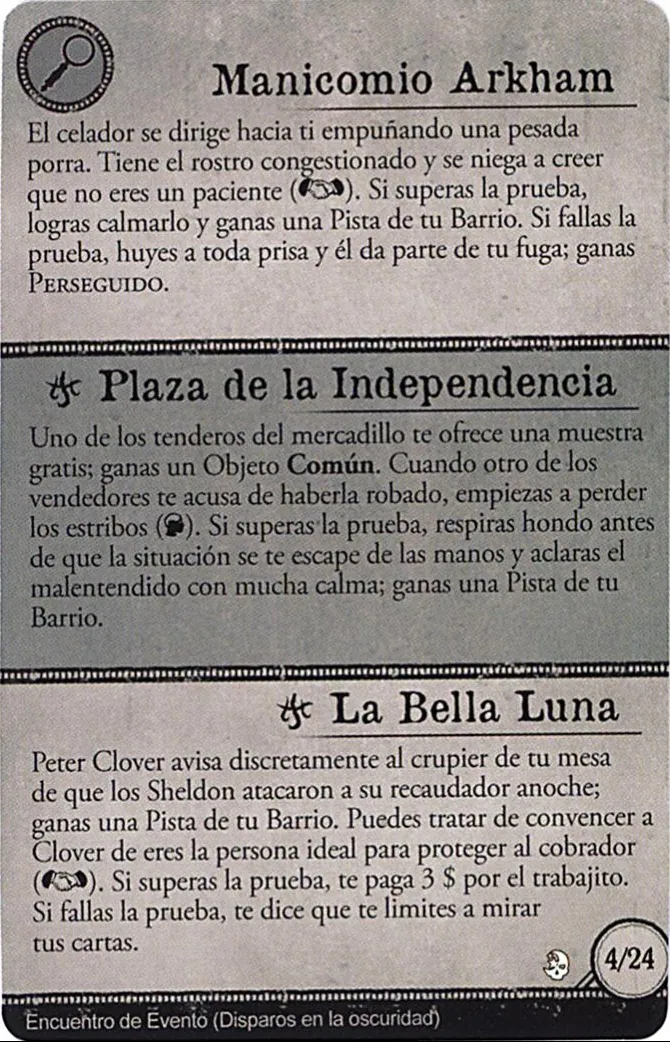 Manicomio Arkham
El celador se dirige hacia ti empuñando una pesada
porra. Tiene el rostro congestionado y se niega a creer
que no eres un paciente (). Si superas la prueba,
logras calmarlo y ganas una Pista de tu Barrio. Si fallas la
prueba, huyes a toda prisa y él da parte de tu fuga; ganas
PERSEGUIDO.
Plaza de la Independencia
Uno de los tenderos del mercadillo te ofrece una muestra
gratis; ganas un Objeto Común. Cuando otro de los
vendedores te acusa de haberla robado, empiezas a perder
los estribos (). Si superas la prueba, respiras hondo antes
de que la situación se te escape de las manos y aclaras el
malentendido con mucha calma; ganas una Pista de tu
Barrio.
La Bella Luna
Peter Clover avisa discretamente al crupier de tu mesa
de que los Sheldon atacaron a su recaudador anoche;
ganas una Pista de tu Barrio. Puedes tratar de convencer a
Clover de eres la persona ideal para proteger al cobrador
(). Si superas la prueba, te paga 3 $ por el trabajito.
Si fallas la prueba, te dice que te limites a mirar
tus cartas.
4/24
Encuentro de Evento (Disparos en la oscuridad)